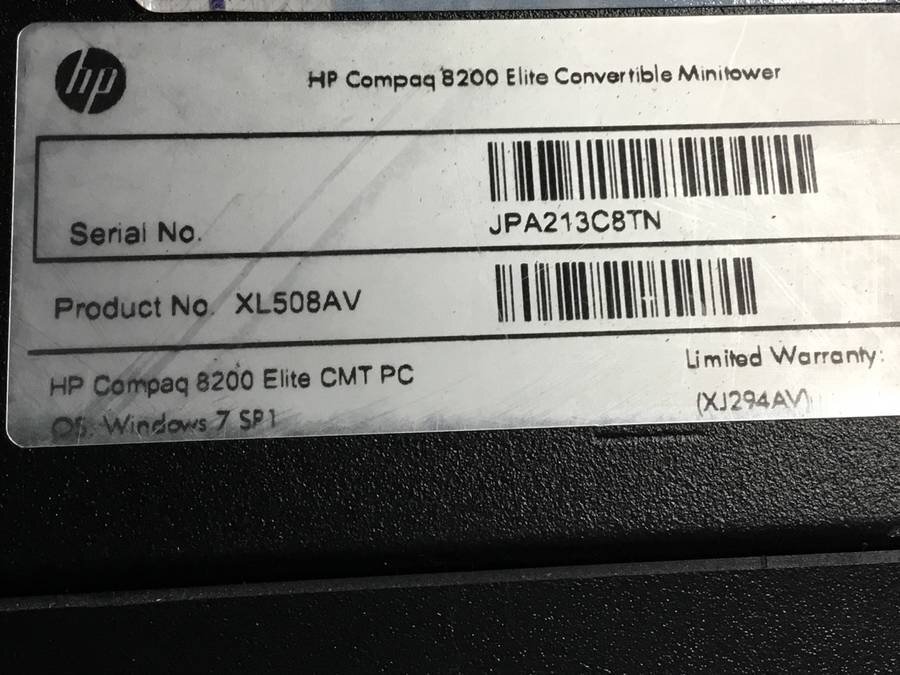 hp
HP Compaq 8200 Elite Convertible Minitower
Serial No.
JPA213C8TN
Product No. XL508AV
HP Compaq 8200 Elite CMT PC
OS: Windows 7 SP1
Limited Warranty:
(XJ294AV)